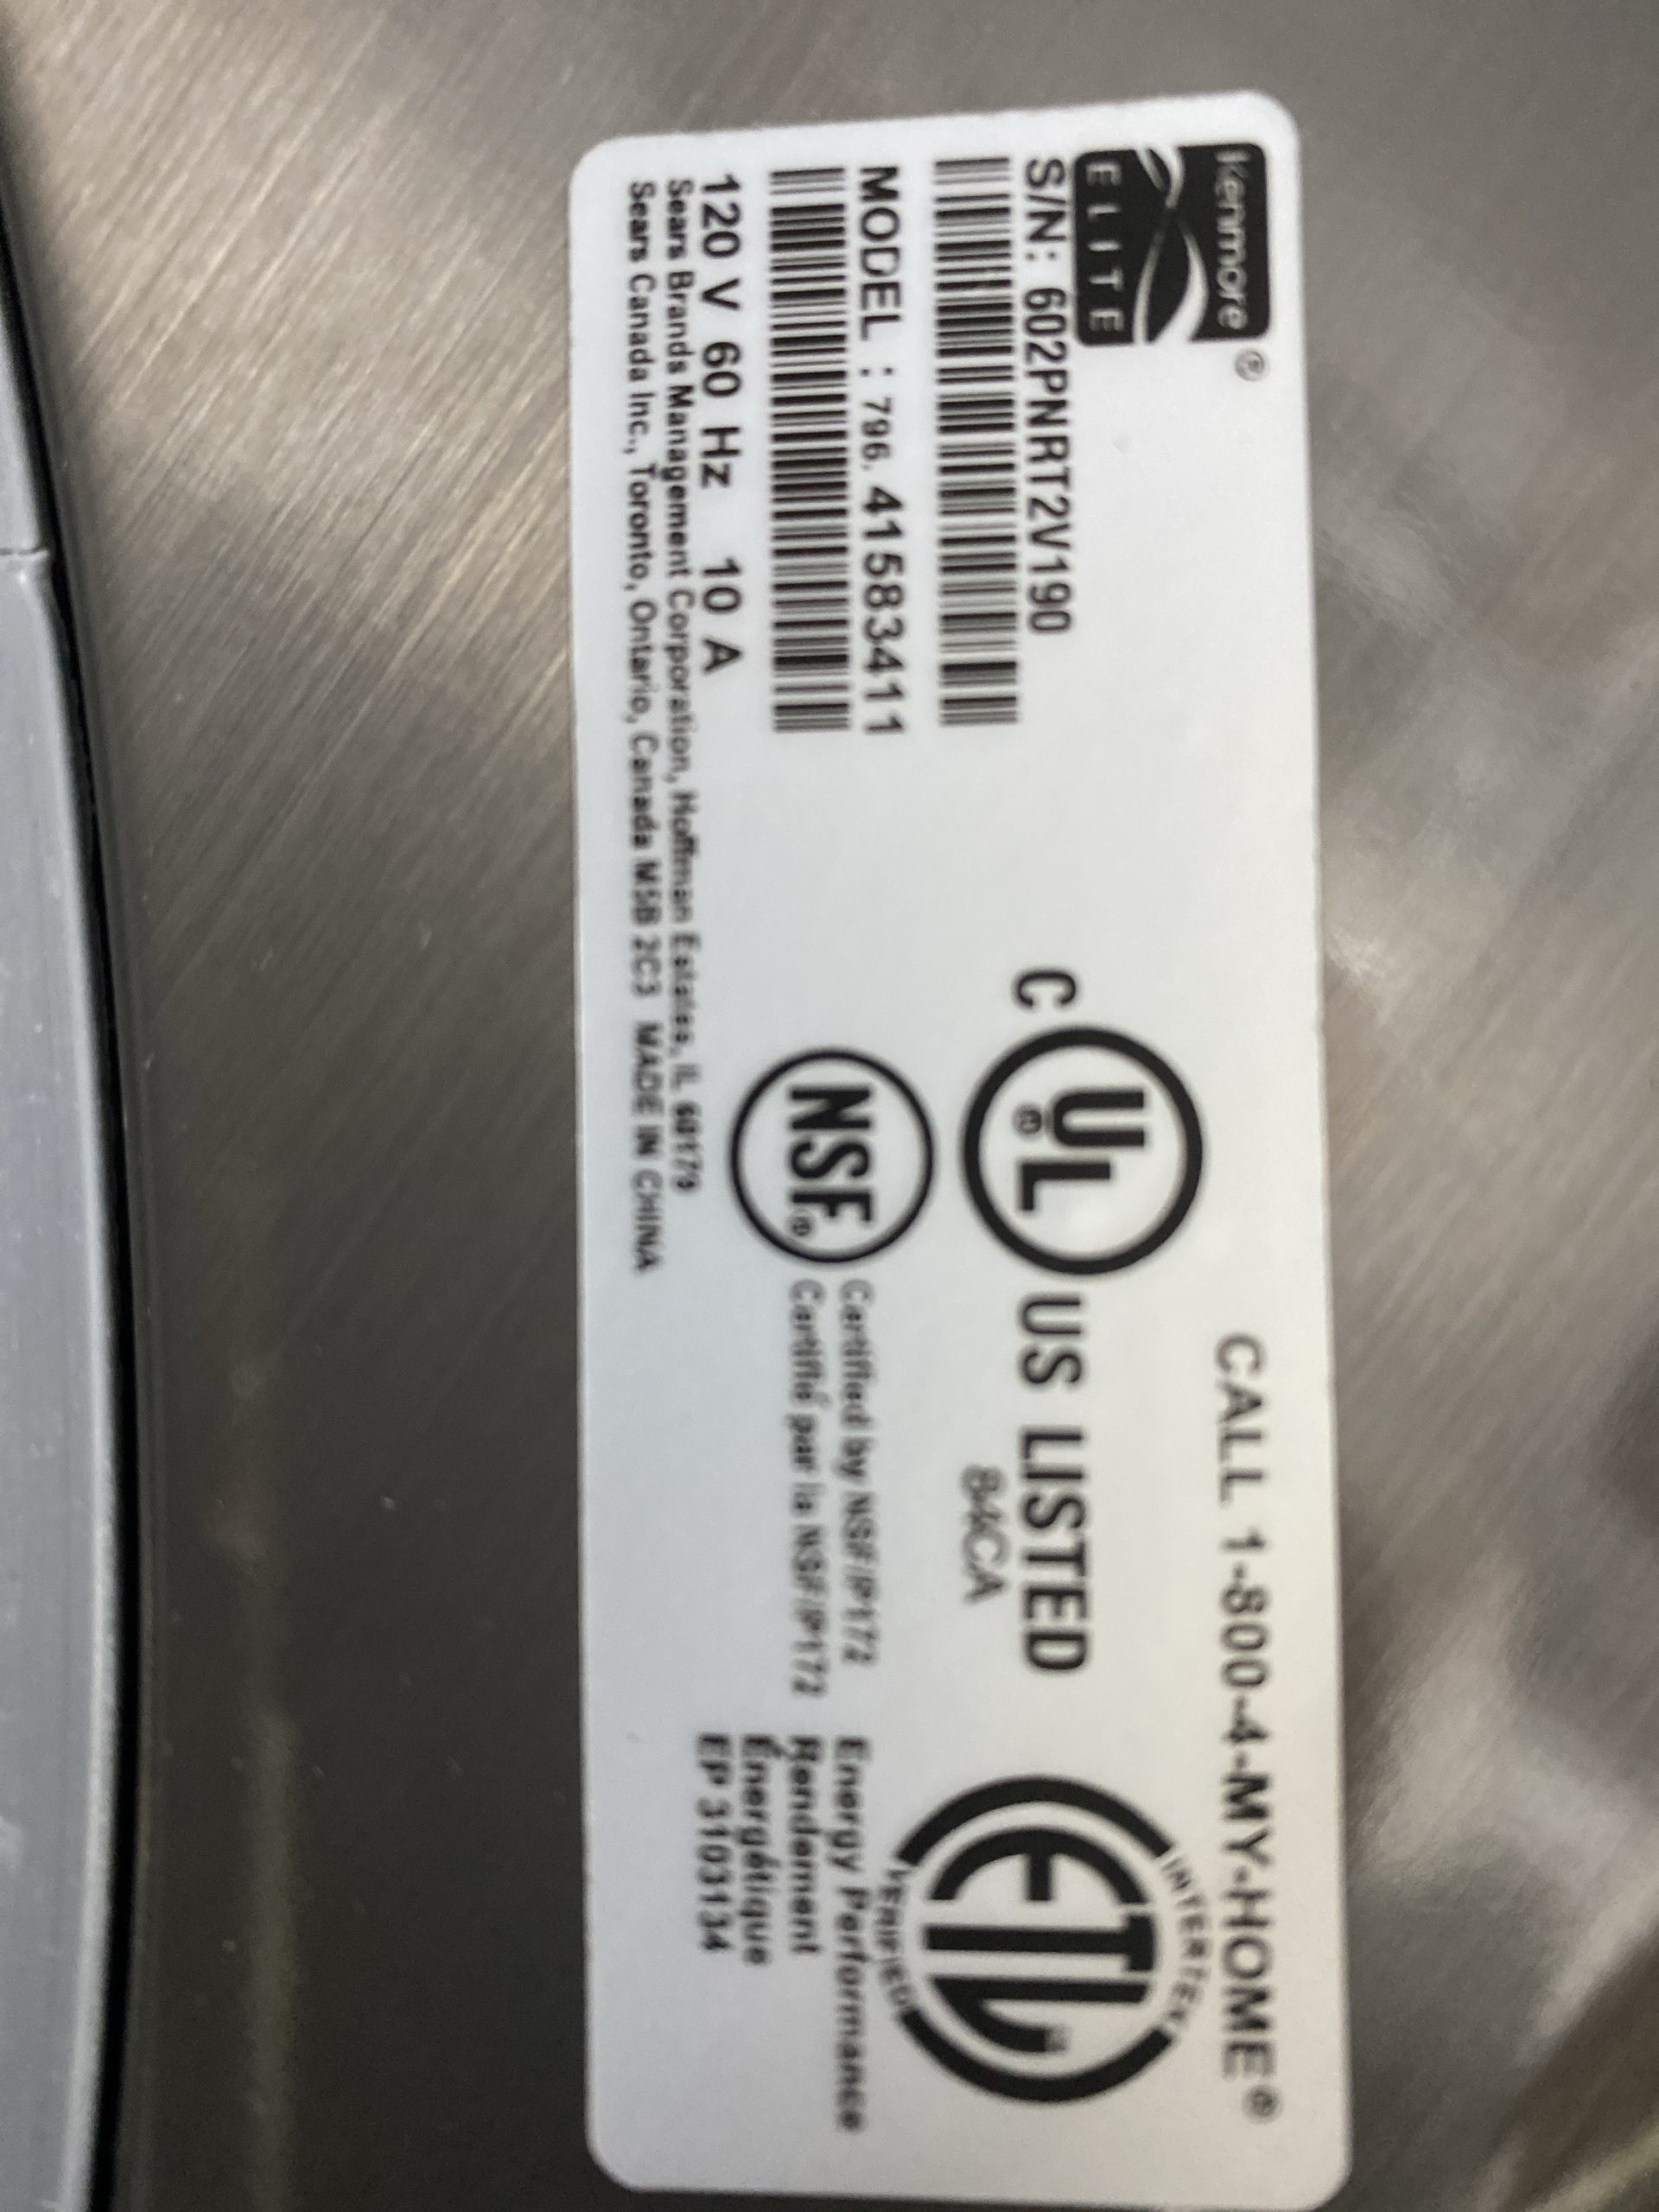 Kenmore®
ELITE
CALL 1-800-4-MY-HOME®
S/N: 602PNRT2V190
MODEL : 796. 41583411
120 V 60 Hz 10 A
Sears Brands Management Corporation, Hoffman Estates, IL 60179
Sears Canada Inc., Toronto, Ontario, Canada M5B 2C3 MADE IN CHINA
C UL® US LISTED
84CA
NSF®
Certified by NSF/P172
Certifié par la NSF/P172
INTERTEK
ETL
VERIFIED
Energy Performance
Rendement
Énergétique
EP 3103134